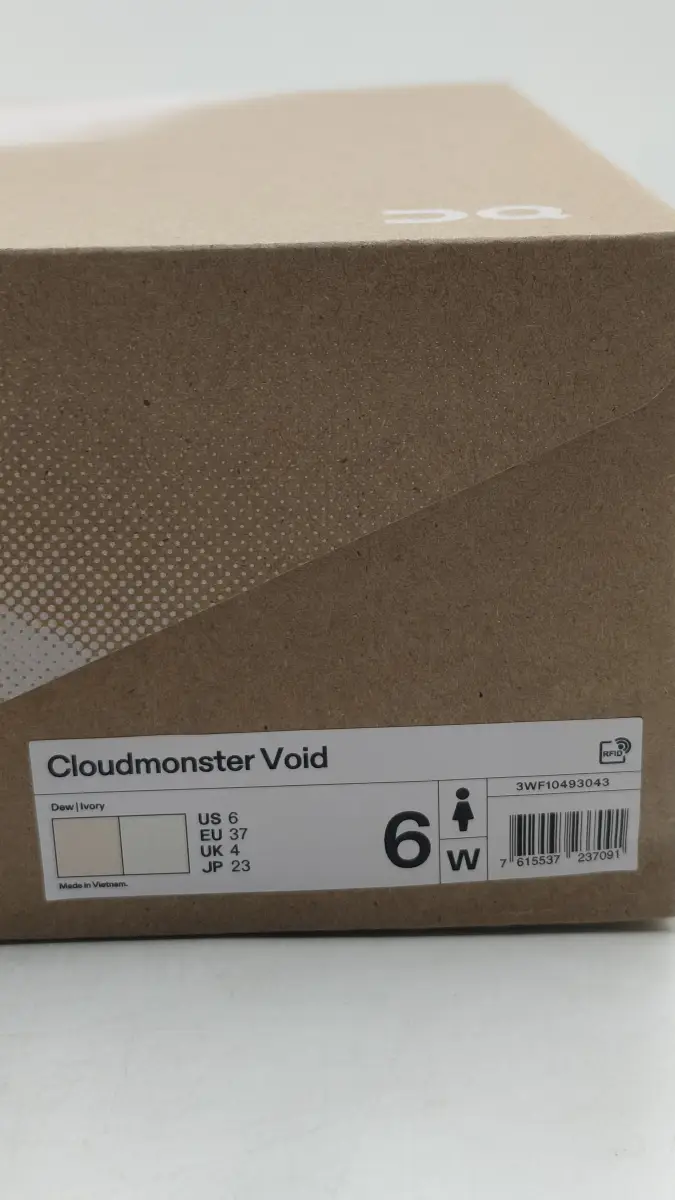 on
Cloudmonster Void
RFID
Dew | Ivory
US 6
EU 37
UK 4
JP 23
Made in Vietnam.
6
W
3WF10493043
7 615537 237091